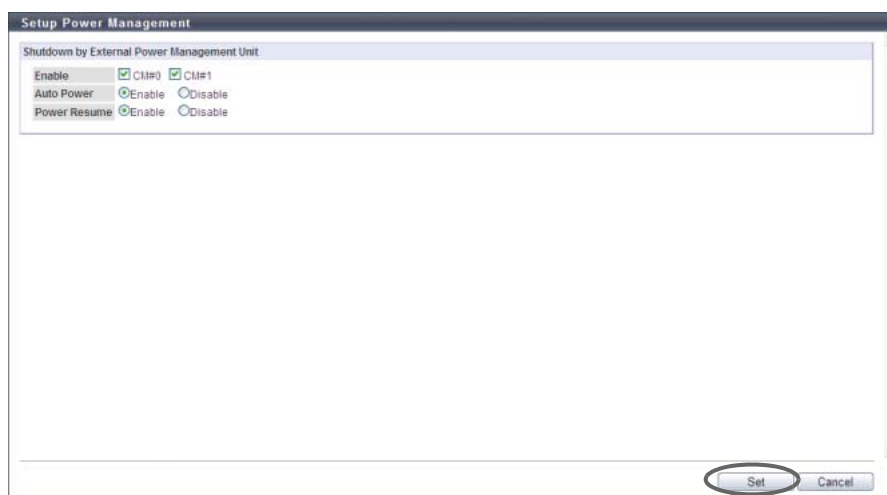 Setup Power Management
Shutdown by External Power Management Unit
Enable CM#0 CM#1
Auto Power Enable Disable
Power Resume Enable Disable
Set Cancel